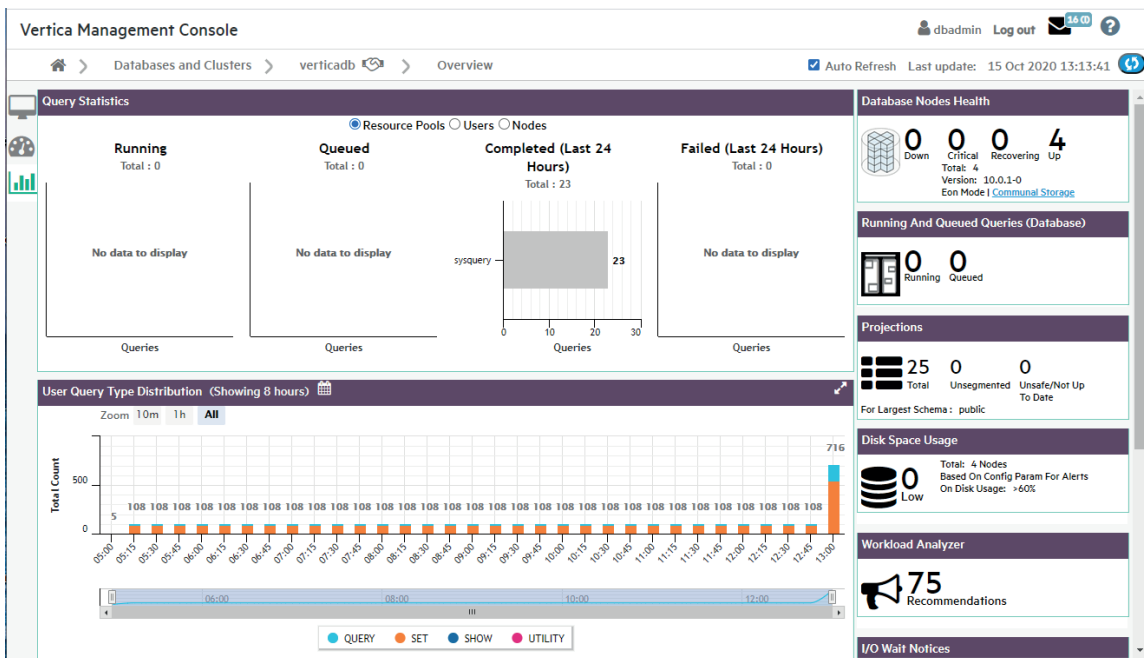 Vertica Management Console
dbadmin Log out 16
Databases and Clusters > verticadb > Overview
Auto Refresh Last update: 15 Oct 2020 13:13:41
Query Statistics
Resource Pools Users Nodes
Running
Total : 0
No data to display
Queries
Queued
Total : 0
No data to display
Queries
Completed (Last 24
Hours)
Total : 23
sysquery
23
0 10 20 30
Queries
Failed (Last 24 Hours)
Total : 0
No data to display
Queries
User Query Type Distribution (Showing 8 hours)
Zoom 10m 1h All
Total Count
500
0
5 108 108 108 108 108 108 108 108 108 108 108 108 108 108 108 108 108 108 108 108 108 108 108 108 108 108 108 108 108 108 108 716
05:00 05:15 05:30 05:45 06:00 06:15 06:30 06:45 07:00 07:15 07:30 07:45 08:00 08:15 08:30 08:45 09:00 09:15 09:30 09:45 10:00 10:15 10:30 10:45 11:00 11:15 11:30 11:45 12:00 12:15 12:30 12:45 13:00
06:00 08:00 10:00 12:00
QUERY SET SHOW UTILITY
Database Nodes Health
0 0 0 4
Down Critical Recovering Up
Total: 4
Version: 10.0.1-0
Eon Mode | Communal Storage
Running And Queued Queries (Database)
0 0
Running Queued
Projections
25 0 0
Total Unsegmented Unsafe/Not Up
To Date
For Largest Schema : public
Disk Space Usage
0
Low
Total: 4 Nodes
Based On Config Param For Alerts
On Disk Usage: >60%
Workload Analyzer
75
Recommendations
I/O Wait Notices